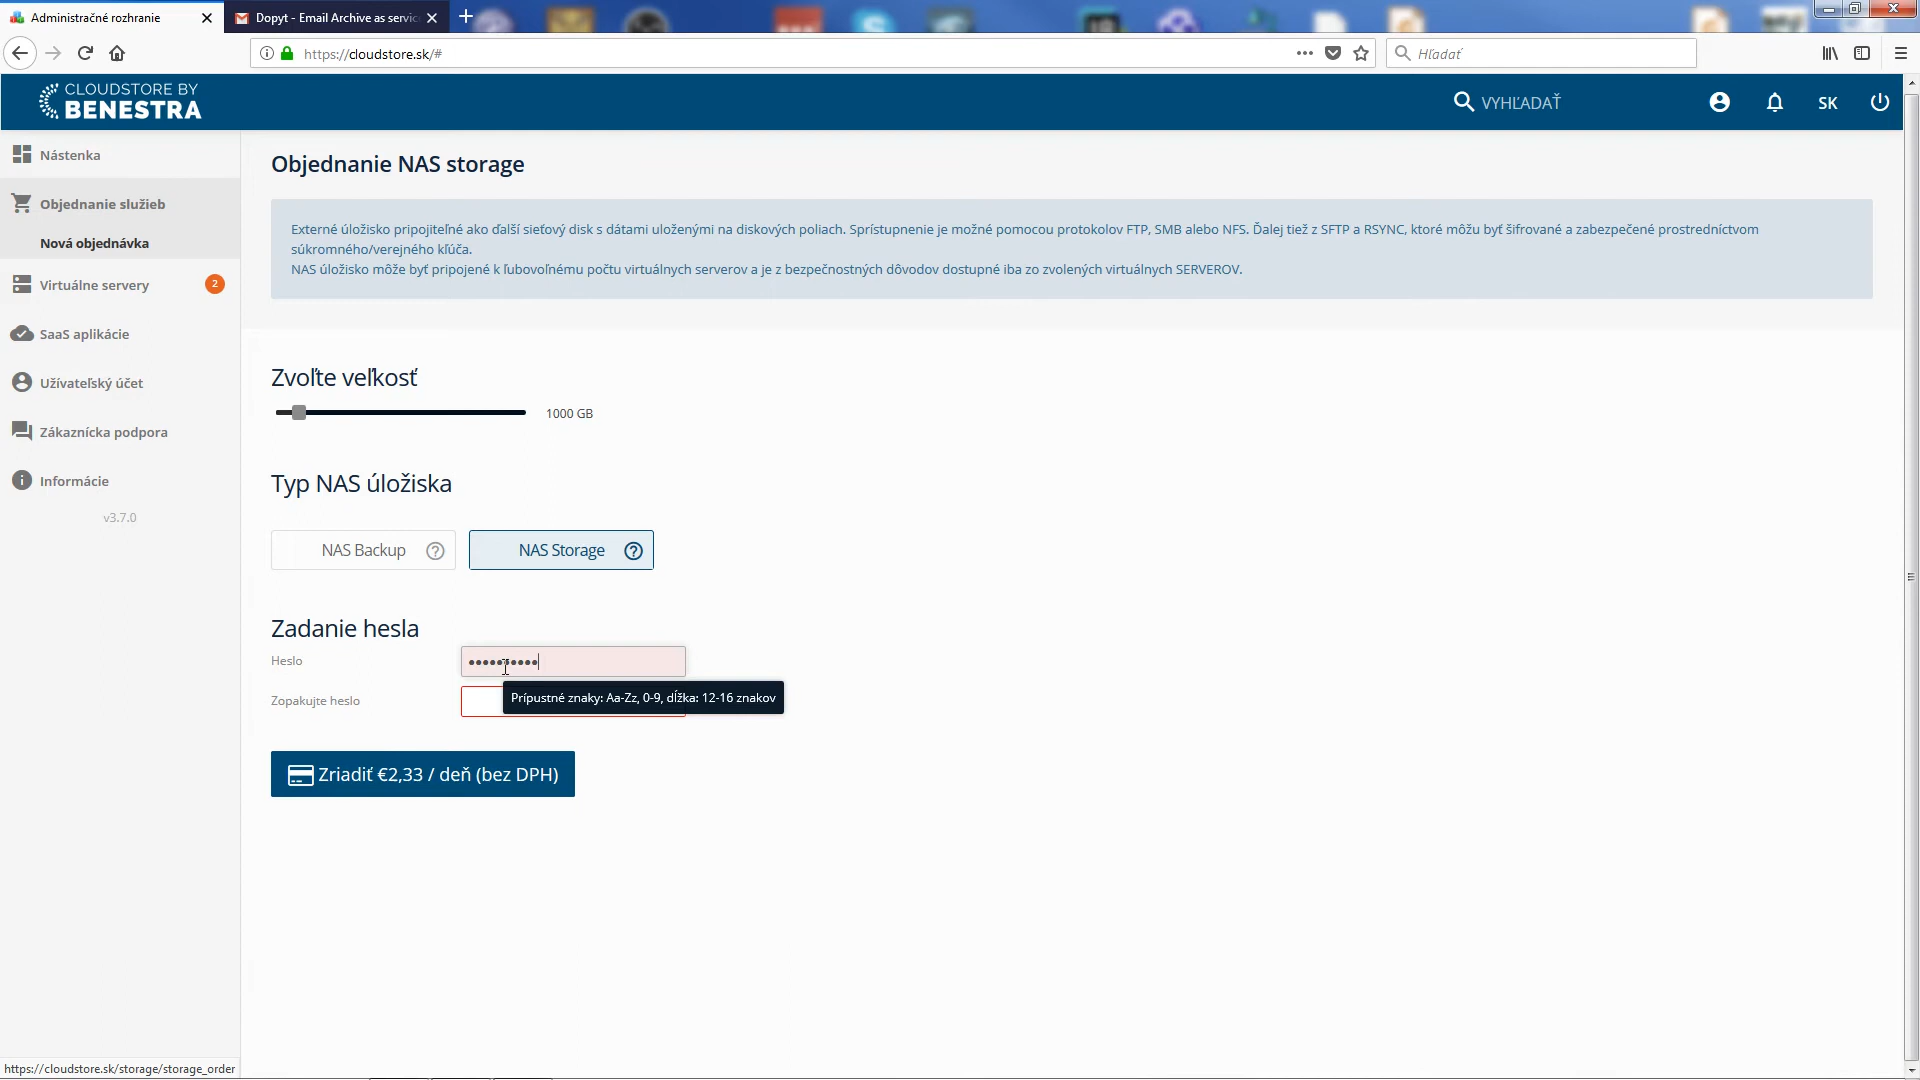 Administračné rozhranie
Dopyt - Email Archive as servic
https://cloudstore.sk/#
Hľadať
CLOUDSTORE BY
BENESTRA
VYHĽADAŤ
SK
Nástenka
Objednanie služieb
Nová objednávka
Virtuálne servery
2
SaaS aplikácie
Užívateľský účet
Zákaznícka podpora
Informácie
v3.7.0
Objednanie NAS storage
Externé úložisko pripojiteľné ako ďalší sieťový disk s dátami uloženými na diskových poliach. Sprístupnenie je možné pomocou protokolov FTP, SMB alebo NFS. Ďalej tiež z SFTP a RSYNC, ktoré môžu byť šifrované a zabezpečené prostredníctvom
súkromného/verejného kľúča.
NAS úložisko môže byť pripojené k ľubovoľnému počtu virtuálnych serverov a je z bezpečnostných dôvodov dostupné iba zo zvolených virtuálnych SERVEROV.
Zvoľte veľkosť
1000 GB
Typ NAS úložiska
NAS Backup
NAS Storage
Zadanie hesla
Heslo
Zopakujte heslo
Prípustné znaky: Aa-Zz, 0-9, dĺžka: 12-16 znakov
Zriadiť €2,33 / deň (bez DPH)
https://cloudstore.sk/storage/storage_order